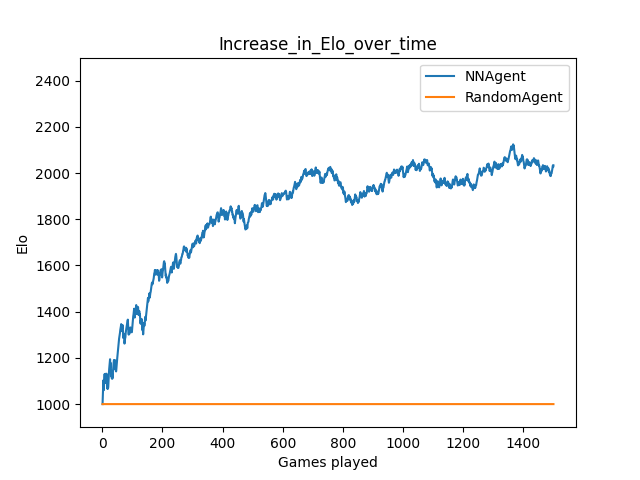 Increase_in_Elo_over_time
NNAgent
RandomAgent
2400
2200
2000
1800
1600
1400
1200
1000
Elo
0 200 400 600 800 1000 1200 1400
Games played